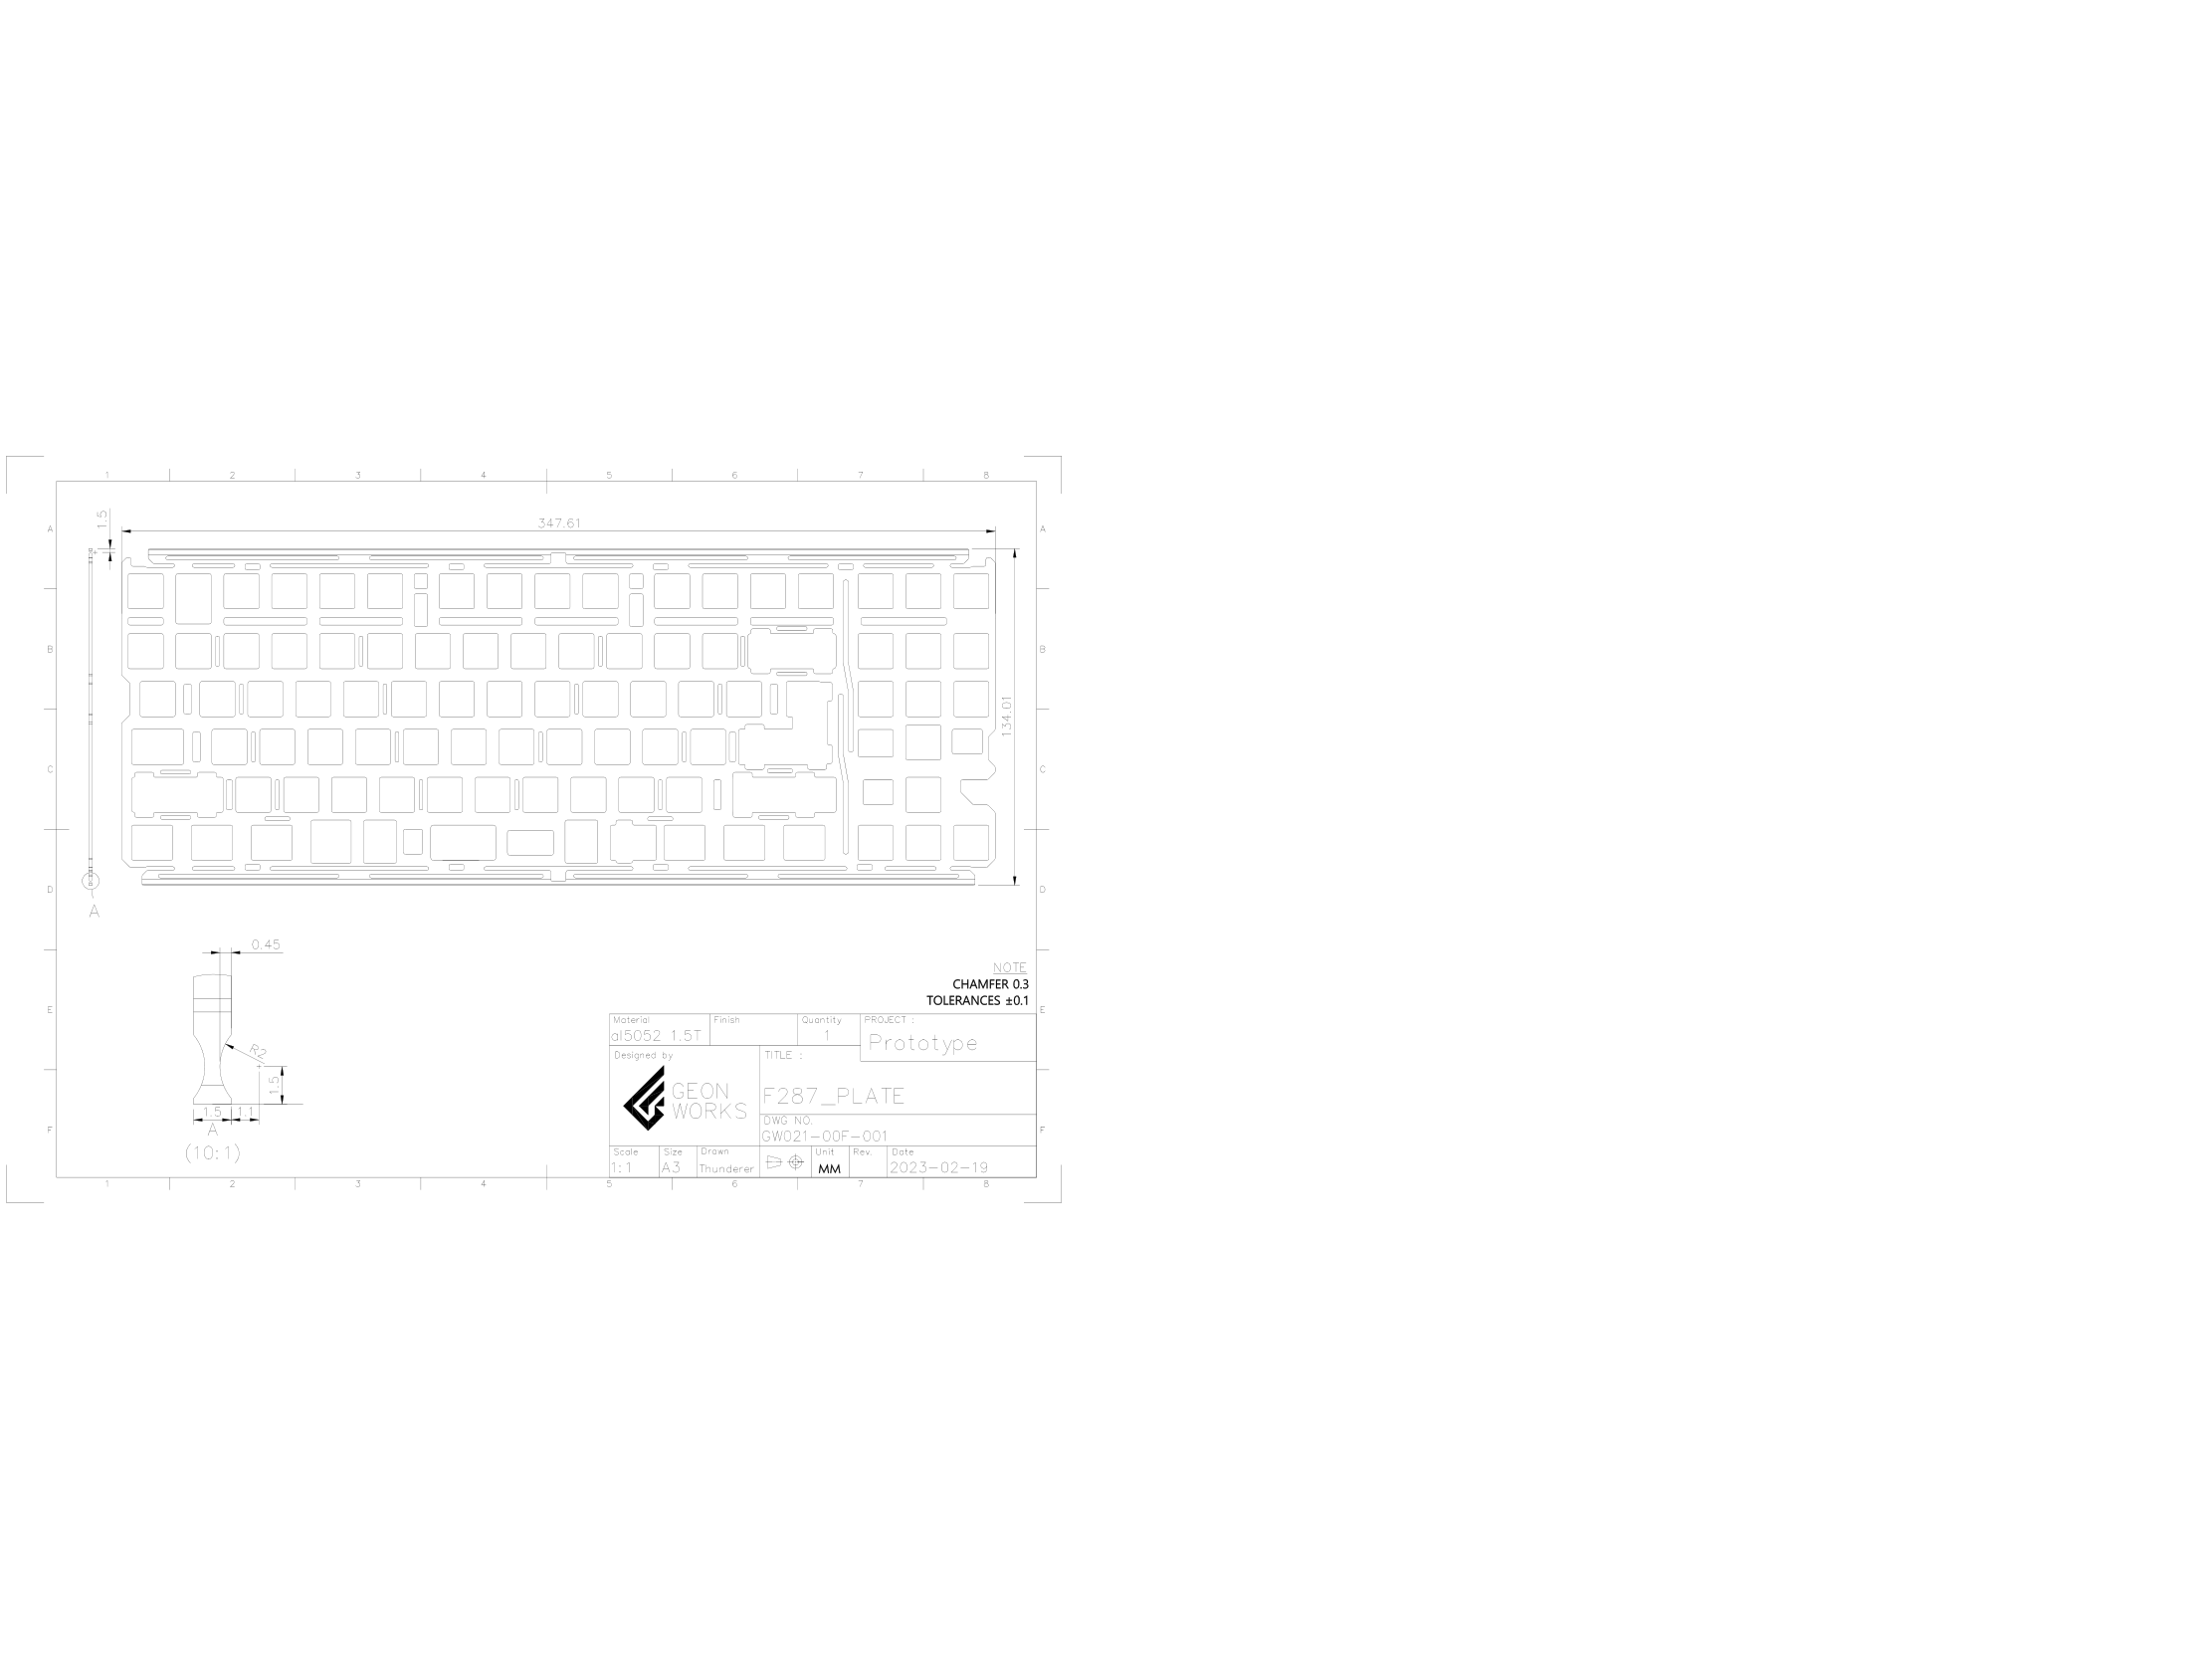 1 2 3 4 5 6 7 8
A A
1.5
347.61
B B
134.01
C C
D D
A
0.45
NOTE
CHAMFER 0.3
TOLERANCES ±0.1
E E
Material Finish Quantity PROJECT :
al5052 1.5T 1 Prototype
R2
Designed by TITLE :
1.5
GEON
WORKS
F287_PLATE
1.5 1.1
DWG NO.
GW021-00F-001
F F
A
(10:1)
Scale Size Drawn Unit Rev. Date
1:1 A3 Thunderer MM 2023-02-19
1 2 3 4 5 6 7 8